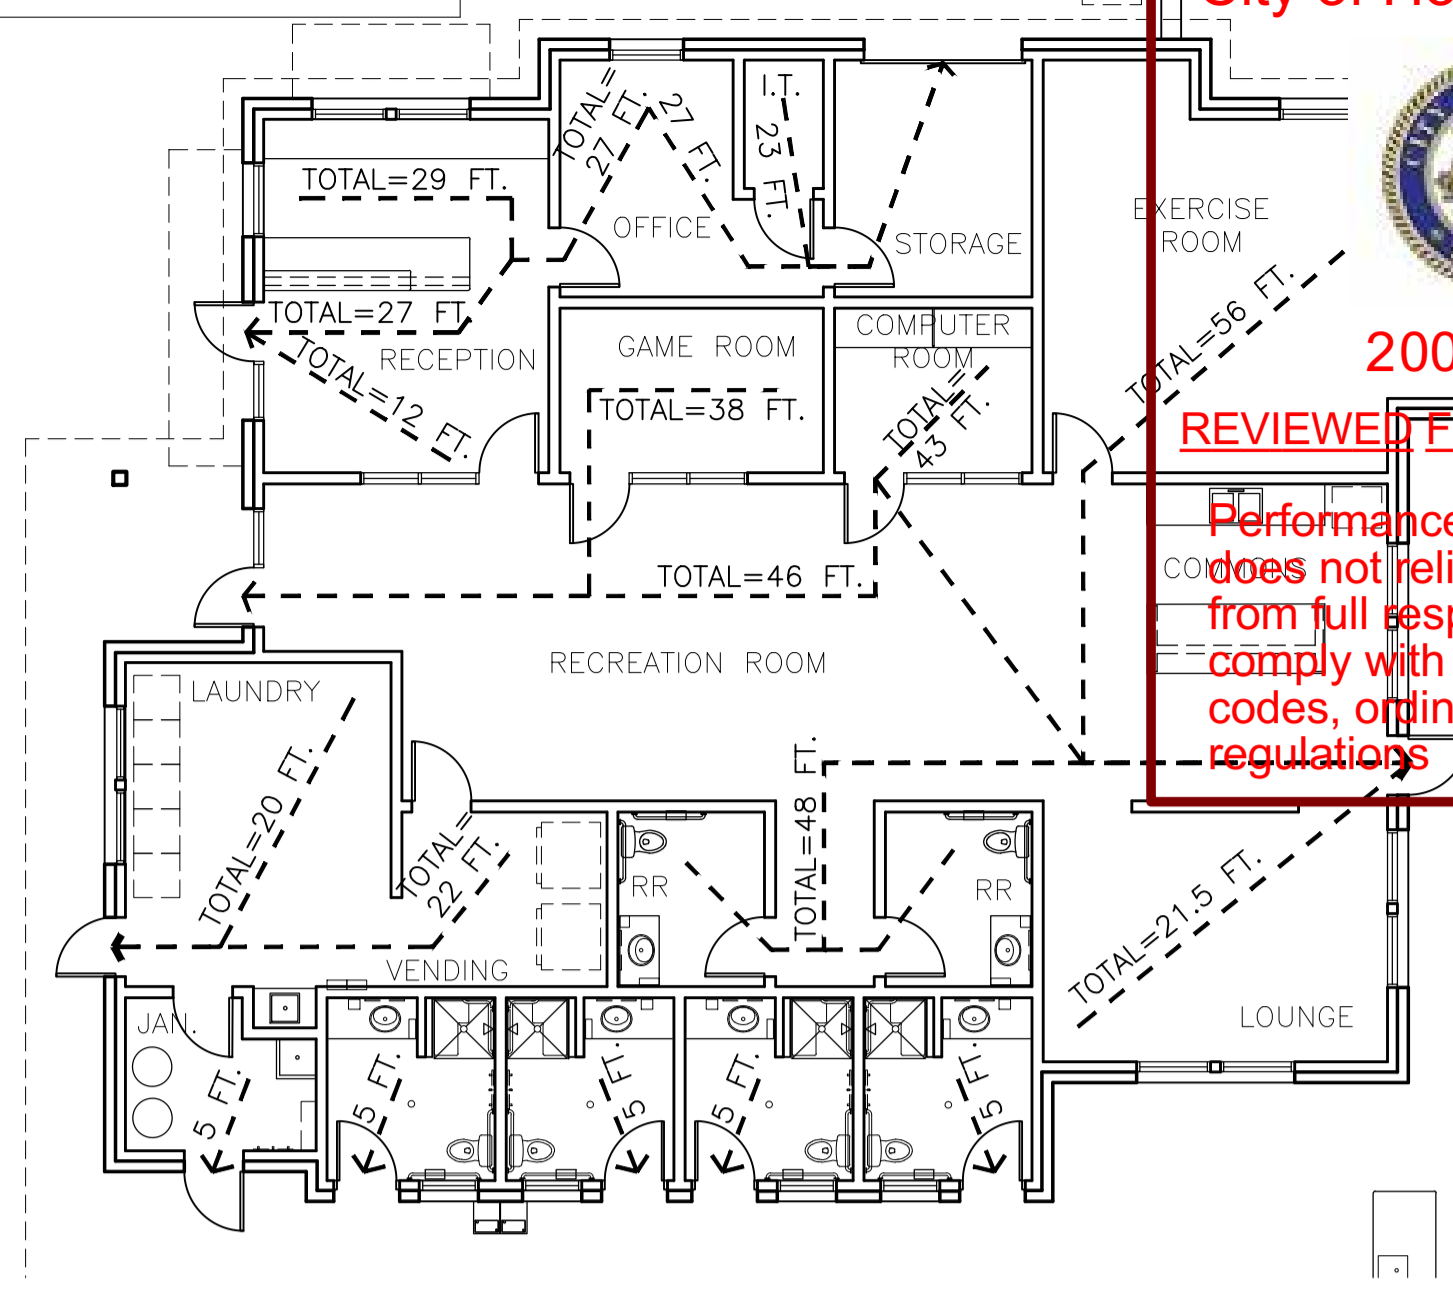 I.T.
TOTAL=
27 FT.
27 FT.
23 FT.
TOTAL=29 FT.
OFFICE
STORAGE
EXERCISE
ROOM
TOTAL=27 FT.
RECEPTION
TOTAL=12 FT.
GAME ROOM
TOTAL=38 FT.
COMPUTER
ROOM
TOTAL=
43 FT.
TOTAL=56 FT.
200
REVIEWED F
Performance
does not reli
from full resp
comply with
codes, ordin
regulations
COMMONS
TOTAL=46 FT.
RECREATION ROOM
LAUNDRY
TOTAL=20 FT.
TOTAL=
22 FT.
VENDING
RR
TOTAL=48 FT.
RR
TOTAL=21.5 FT.
LOUNGE
JAN.
5 FT.
5 FT.
5 FT.
5 FT.
5